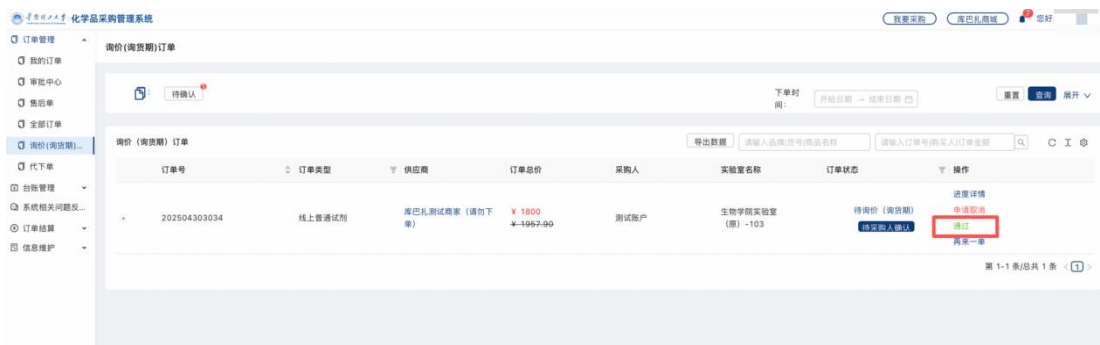 化学品采购管理系统
我要采购
库巴扎商城
7
您好
订单管理
我的订单
审批中心
售后单
全部订单
询价(询货期)...
代下单
台账管理
系统相关问题反...
订单结算
信息维护
询价(询货期)订单
待确认
下单时
间:
开始日期 → 结束日期
重置
查询
展开
询价（询货期）订单
导出数据
请输入品牌|货号|商品名称
请输入订单号|购买人|订单金额
订单号
订单类型
供应商
订单总价
采购人
实验室名称
订单状态
操作
202504303034
线上普通试剂
库巴扎测试商家（请勿下
单）
¥ 1800
¥ 1957.90
测试账户
生物学院实验室
（原）-103
待询价（询货期）
待采购人确认
进度详情
申请取消
通过
再来一单
第 1-1 条/总共 1 条 < 1 >